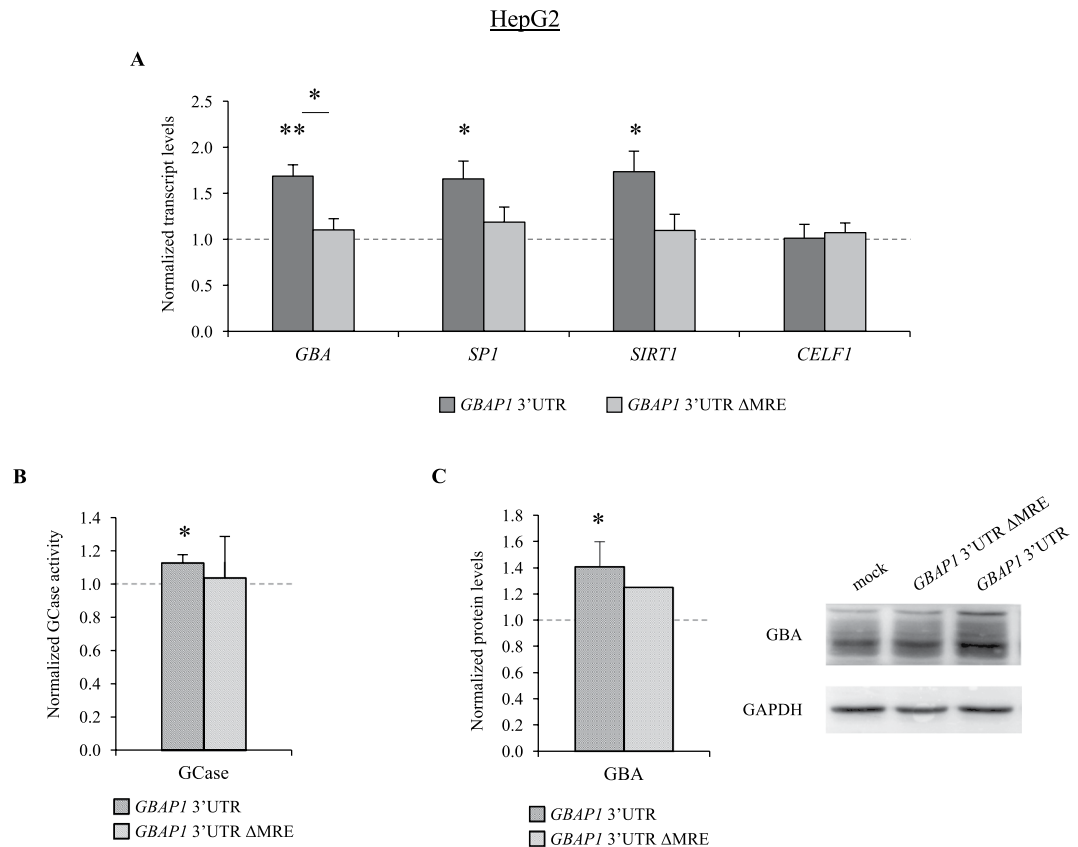 HepG2
A
Normalized transcript levels
2.5
2.0
1.5
1.0
0.5
0.0
** * * *
GBA SP1 SIRT1 CELF1
GBAP1 3’UTR GBAP1 3’UTR ΔMRE
B
Normalized GCase activity
1.4
1.2
1.0
0.8
0.6
0.4
0.2
0.0
*
GCase
GBAP1 3’UTR
GBAP1 3’UTR ΔMRE
C
Normalized protein levels
1.8
1.6
1.4
1.2
1.0
0.8
0.6
0.4
0.2
0.0
*
GBA
GBAP1 3’UTR
GBAP1 3’UTR ΔMRE
mock
GBAP1 3’UTR ΔMRE
GBAP1 3’UTR
GBA
GAPDH